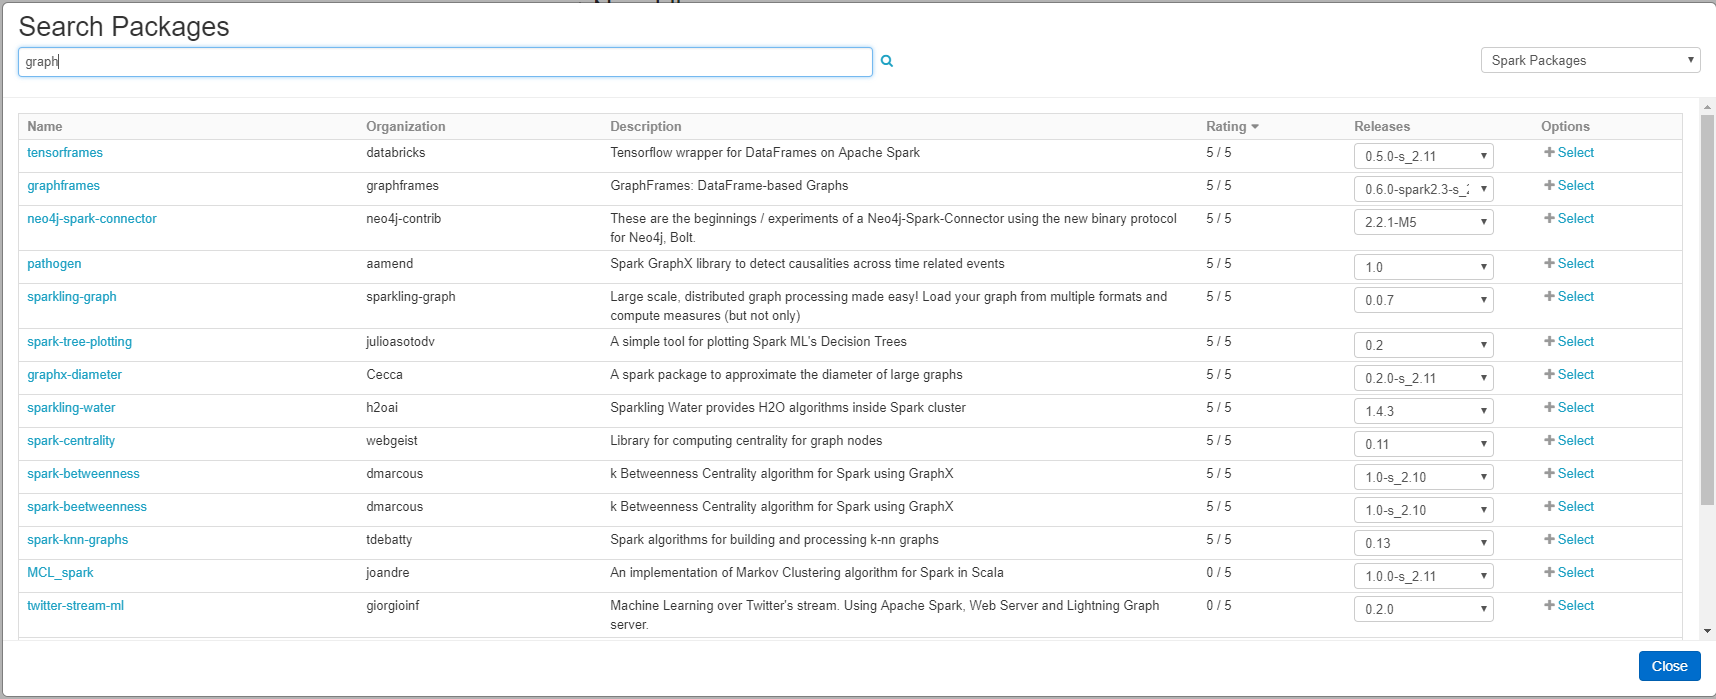 Search Packages
graph
Spark Packages
Name Organization Description Rating Releases Options
tensorframes databricks Tensorflow wrapper for DataFrames on Apache Spark 5 / 5 0.5.0-s_2.11 Select
graphframes graphframes GraphFrames: DataFrame-based Graphs 5 / 5 0.6.0-spark2.3-s_2 Select
neo4j-spark-connector neo4j-contrib These are the beginnings / experiments of a Neo4j-Spark-Connector using the new binary protocol 5 / 5 2.2.1-M5 Select
for Neo4j, Bolt.
pathogen aamend Spark GraphX library to detect causalities across time related events 5 / 5 1.0 Select
sparkling-graph sparkling-graph Large scale, distributed graph processing made easy! Load your graph from multiple formats and 5 / 5 0.0.7 Select
compute measures (but not only)
spark-tree-plotting julioasotodv A simple tool for plotting Spark ML's Decision Trees 5 / 5 0.2 Select
graphx-diameter Cecca A spark package to approximate the diameter of large graphs 5 / 5 0.2.0-s_2.11 Select
sparkling-water h2oai Sparkling Water provides H2O algorithms inside Spark cluster 5 / 5 1.4.3 Select
spark-centrality webgeist Library for computing centrality for graph nodes 5 / 5 0.11 Select
spark-betweenness dmarcous k Betweenness Centrality algorithm for Spark using GraphX 5 / 5 1.0-s_2.10 Select
spark-beetweenness dmarcous k Betweenness Centrality algorithm for Spark using GraphX 5 / 5 1.0-s_2.10 Select
spark-knn-graphs tdebatty Spark algorithms for building and processing k-nn graphs 5 / 5 0.13 Select
MCL_spark joandre An implementation of Markov Clustering algorithm for Spark in Scala 0 / 5 1.0.0-s_2.11 Select
twitter-stream-ml giorgioinf Machine Learning over Twitter's stream. Using Apache Spark, Web Server and Lightning Graph 0 / 5 0.2.0 Select
server.
Close